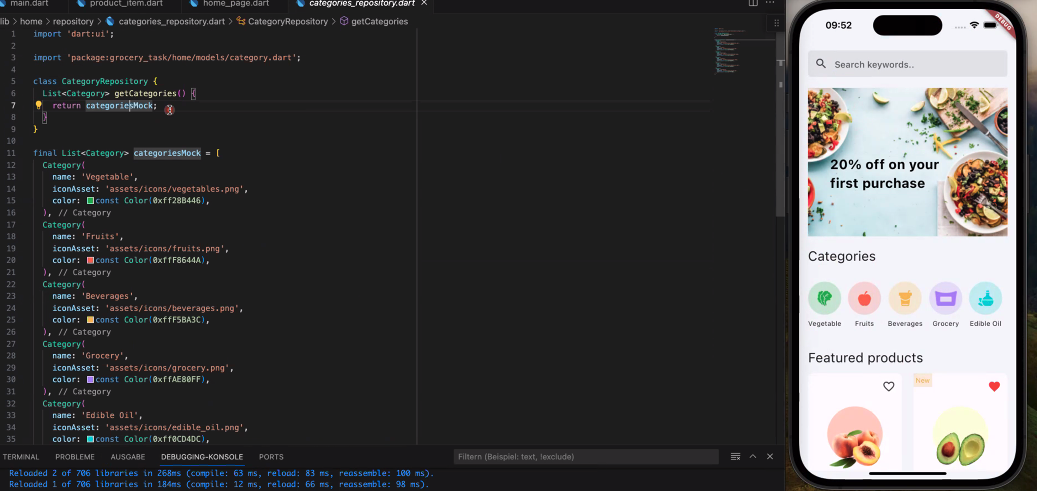 main.dart
product_item.dart
home_page.dart
categories_repository.dart
lib > home > repository > categories_repository.dart > CategoryRepository > getCategories
1 import 'dart:ui';
2
3 import 'package:grocery_task/home/models/category.dart';
4
5 class CategoryRepository {
6 List<Category> getCategories() {
7 return categoriesMock;
8 }
9 }
10
11 final List<Category> categoriesMock = [
12 Category(
13 name: 'Vegetable',
14 iconAsset: 'assets/icons/vegetables.png',
15 color: const Color(0xff28B446),
16 ), // Category
17 Category(
18 name: 'Fruits',
19 iconAsset: 'assets/icons/fruits.png',
20 color: const Color(0xffF8644A),
21 ), // Category
22 Category(
23 name: 'Beverages',
24 iconAsset: 'assets/icons/beverages.png',
25 color: const Color(0xffF5BA3C),
26 ), // Category
27 Category(
28 name: 'Grocery',
29 iconAsset: 'assets/icons/grocery.png',
30 color: const Color(0xffAE80FF),
31 ), // Category
32 Category(
33 name: 'Edible Oil',
34 iconAsset: 'assets/icons/edible_oil.png',
35 color: const Color(0xff0CD4DC),
TERMINAL PROBLEME AUSGABE DEBUGGING-KONSOLE PORTS
Filtern (Beispiel: text, !exclude)
Reloaded 2 of 706 libraries in 268ms (compile: 63 ms, reload: 83 ms, reassemble: 100 ms).
Reloaded 1 of 706 libraries in 184ms (compile: 12 ms, reload: 66 ms, reassemble: 98 ms).
09:52
DEBUG
Search keywords..
20% off on your
first purchase
Categories
Vegetable Fruits Beverages Grocery Edible Oil
Featured products
New